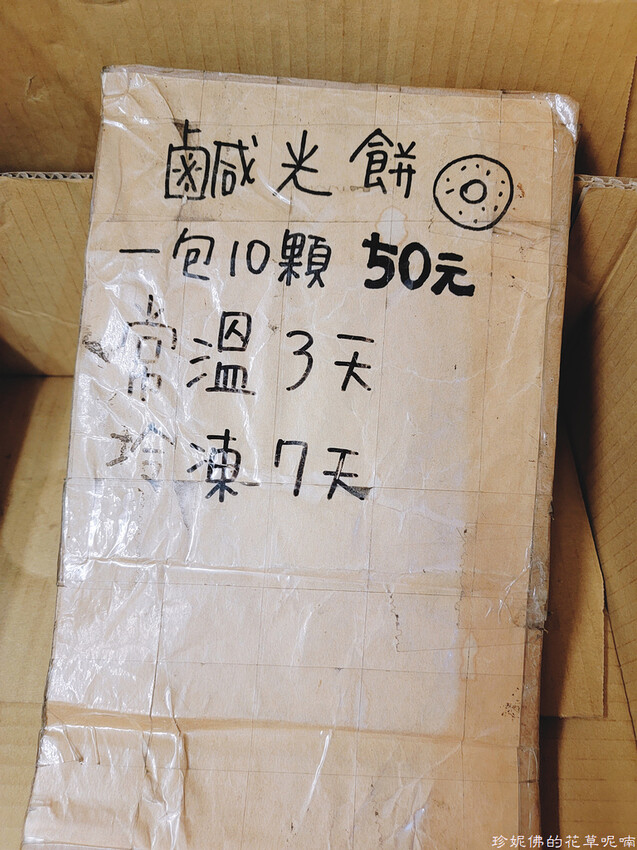 鹹光餅
一包10顆 50元
常溫 3天
冷凍 7天
珍妮佛的花草呢喃